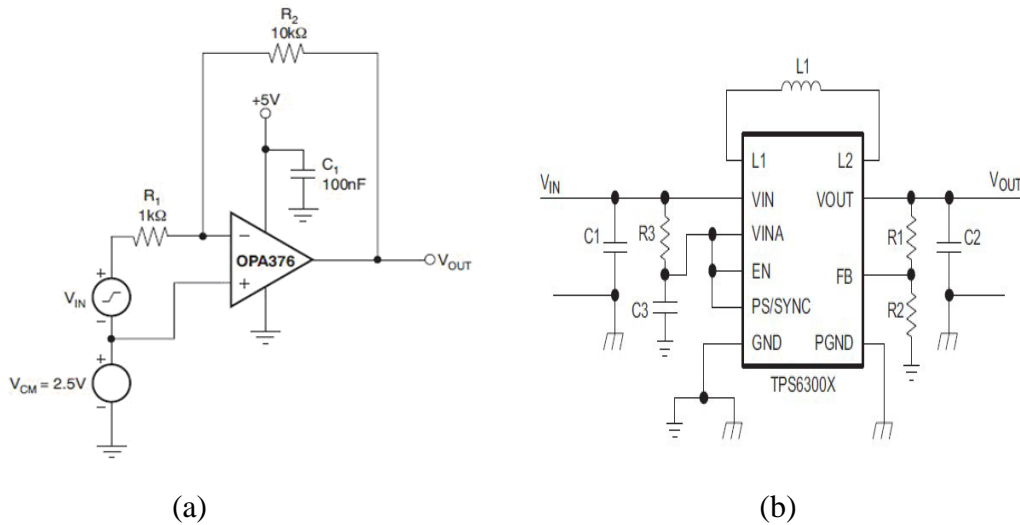 R2
10kΩ
+5V
C1
100nF
R1
1kΩ
−
OPA376
+
VOUT
+
VIN
−
+
VCM = 2.5V
−
(a)
L1
L1
L2
VIN
VOUT
VIN
VOUT
C1
R3
VINA
R1
C2
EN
FB
C3
PS/SYNC
R2
GND
PGND
TPS6300X
(b)